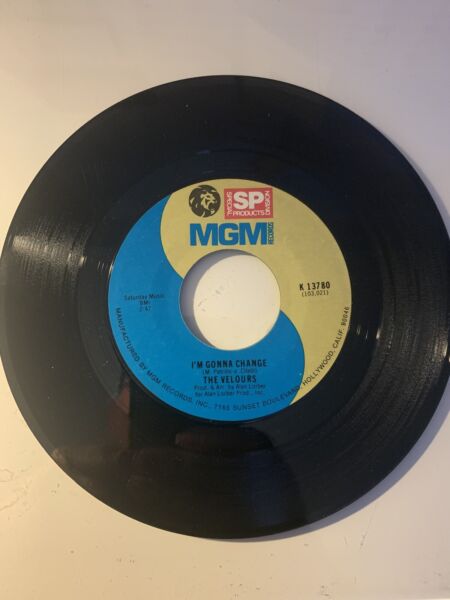 SPECIAL
SP
PRODUCTS
DIVISION
MGM
RECORDS
K 13780
(103,021)
Saturday Music
BMI
2:47
I'M GONNA CHANGE
THE VELOURS
Prod. & Arr. by Alan Lorber
for Alan Lorber Prod., Inc.
MANUFACTURED BY MGM RECORDS, INC., 7165 SUNSET BOULEVARD, HOLLYWOOD, CALIF. 90046